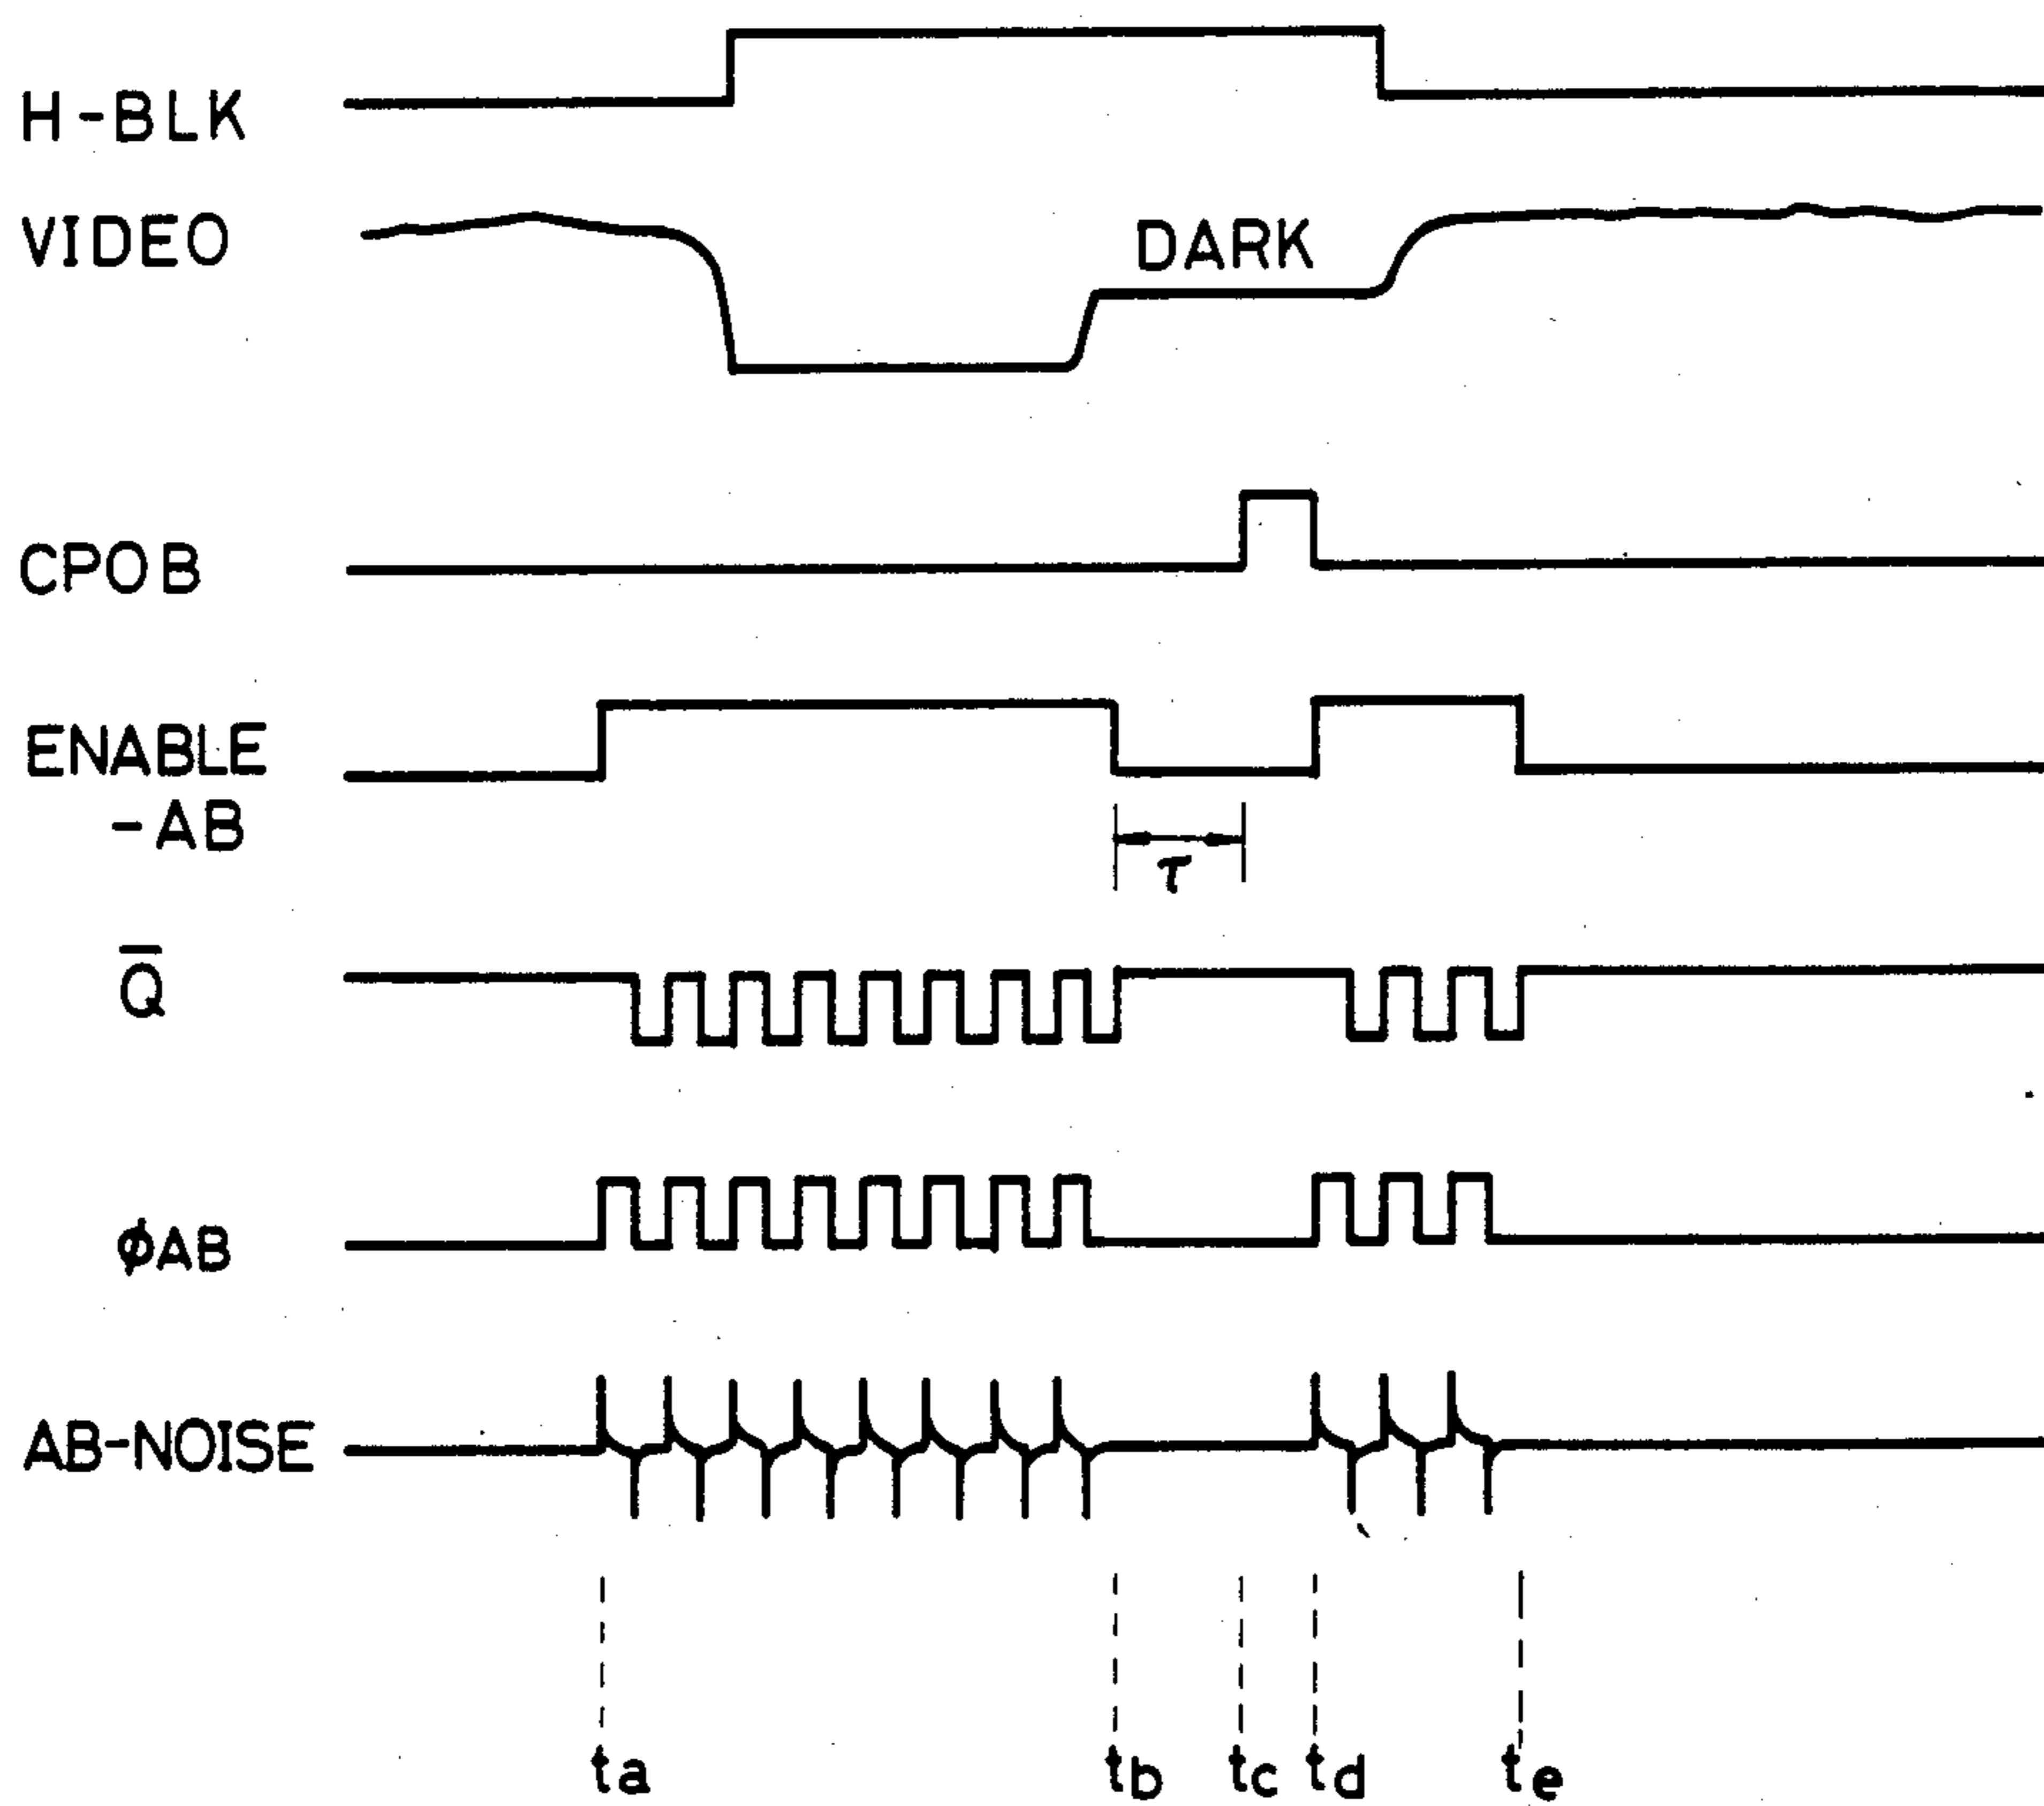 H-BLK
VIDEO
DARK
CPOB
ENABLE
-AB
τ
Q̅
ϕAB
AB-NOISE
ta tb tc td te